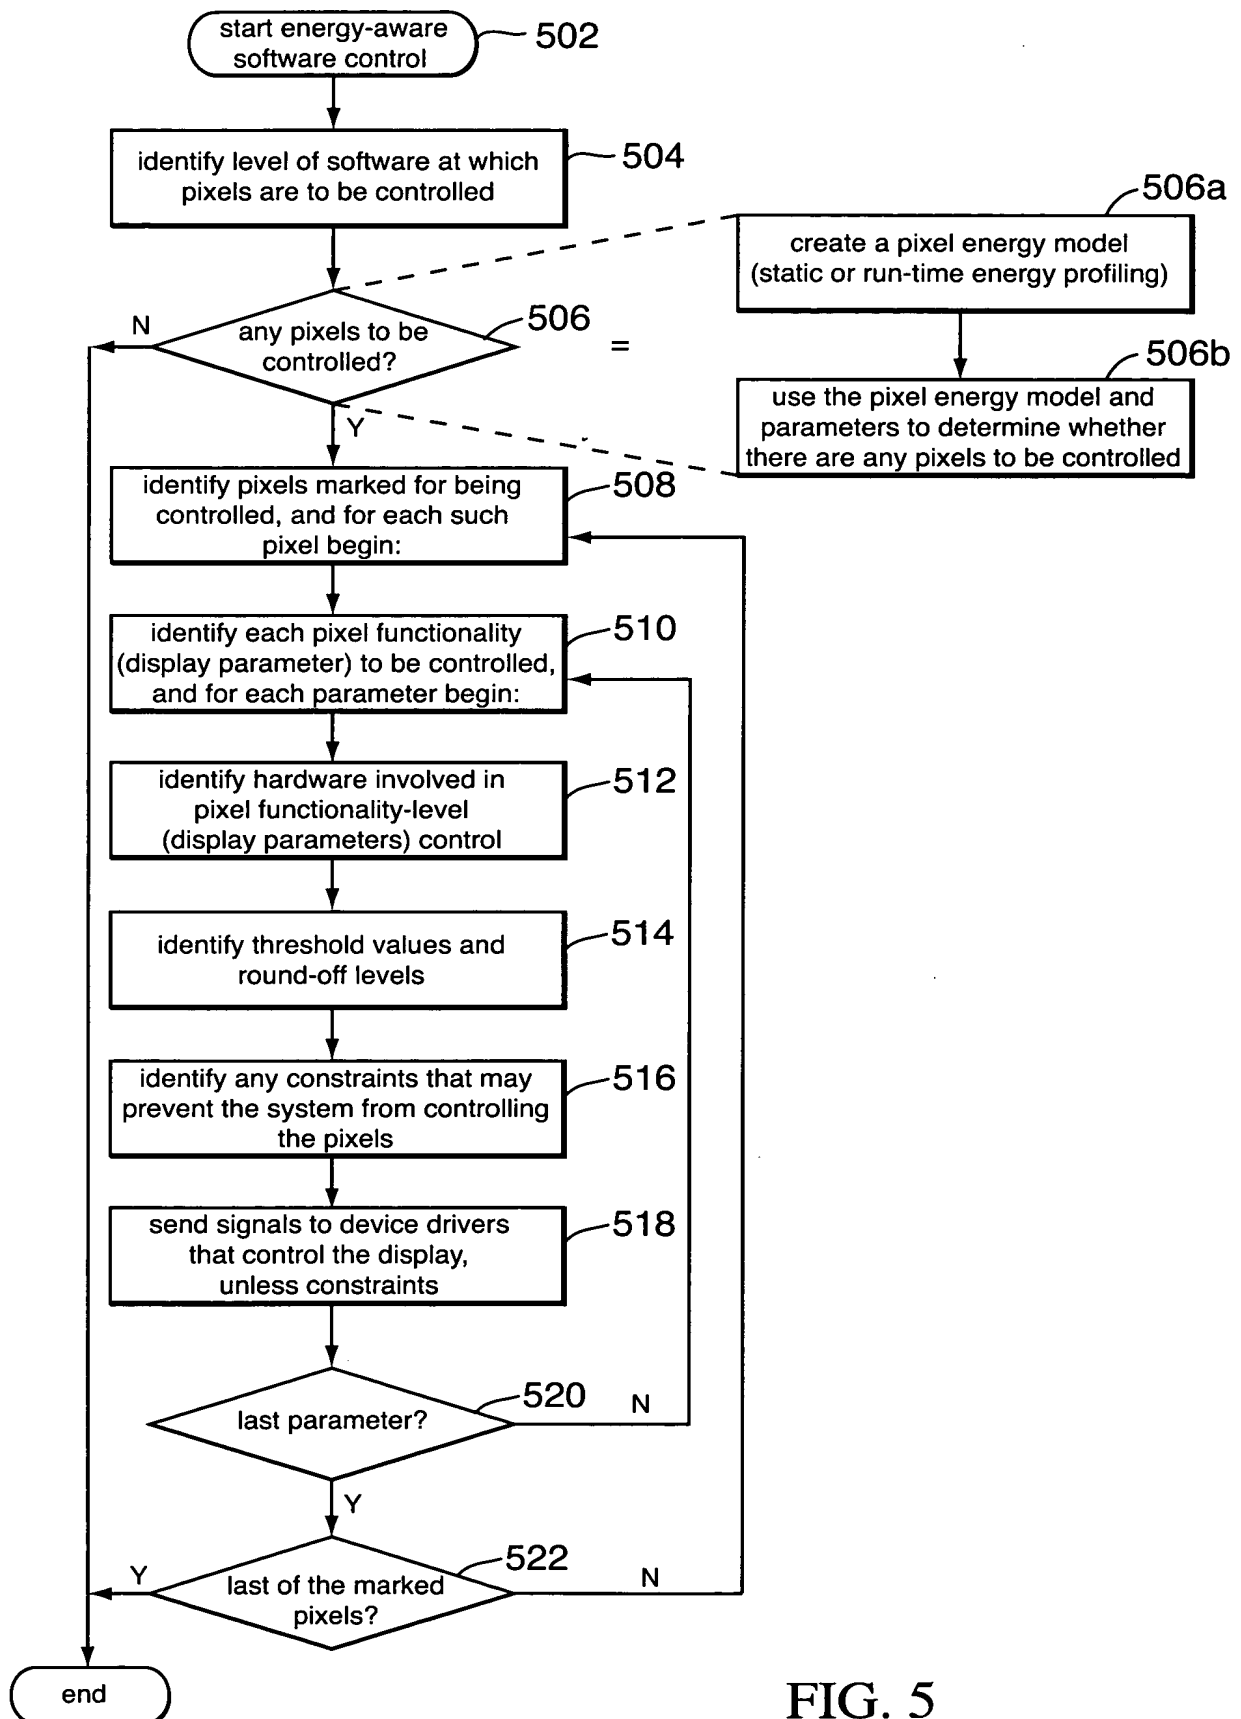 start energy-aware
software control
502
identify level of software at which
pixels are to be controlled
504
506a
create a pixel energy model
(static or run-time energy profiling)
N
any pixels to be
controlled?
506
=
506b
use the pixel energy model and
parameters to determine whether
there are any pixels to be controlled
Y
identify pixels marked for being
controlled, and for each such
pixel begin:
508
identify each pixel functionality
(display parameter) to be controlled,
and for each parameter begin:
510
identify hardware involved in
pixel functionality-level
(display parameters) control
512
identify threshold values and
round-off levels
514
identify any constraints that may
prevent the system from controlling
the pixels
516
send signals to device drivers
that control the display,
unless constraints
518
last parameter?
520
N
Y
last of the marked
pixels?
522
Y
N
end
FIG. 5